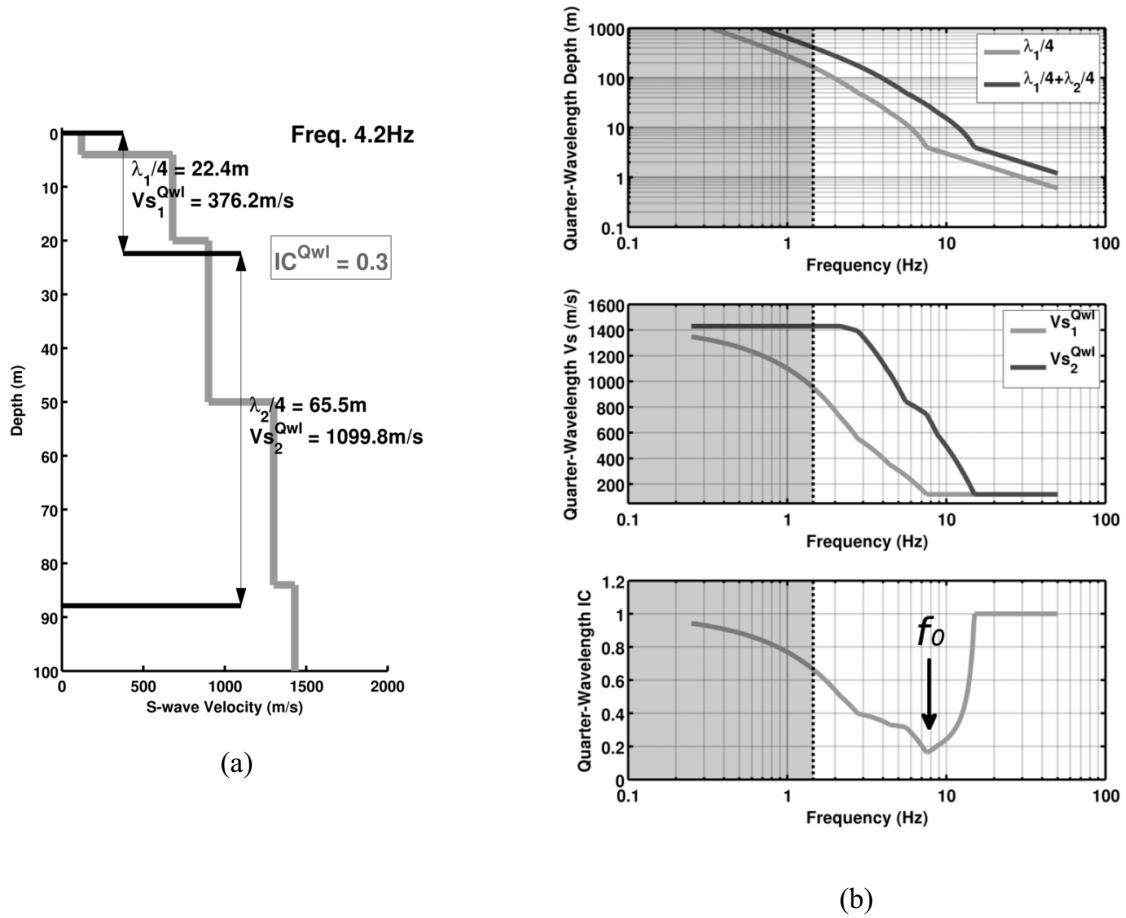 Freq. 4.2Hz
λ₁/4 = 22.4m
Vs₁^Qwl = 376.2m/s
IC^Qwl = 0.3
λ₂/4 = 65.5m
Vs₂^Qwl = 1099.8m/s
Depth (m)
0
10
20
30
40
50
60
70
80
90
100
0 500 1000 1500 2000
S-wave Velocity (m/s)
(a)
Quarter-Wavelength Depth (m)
1000
100
10
1
0.1
λ₁/4
λ₁/4+λ₂/4
0.1 1 10 100
Frequency (Hz)
Quarter-Wavelength Vs (m/s)
1600
1400
1200
1000
800
600
400
200
Vs₁^Qwl
Vs₂^Qwl
0.1 1 10 100
Frequency (Hz)
Quarter-Wavelength IC
1.2
1
0.8
0.6
0.4
0.2
0
f₀
0.1 1 10 100
Frequency (Hz)
(b)